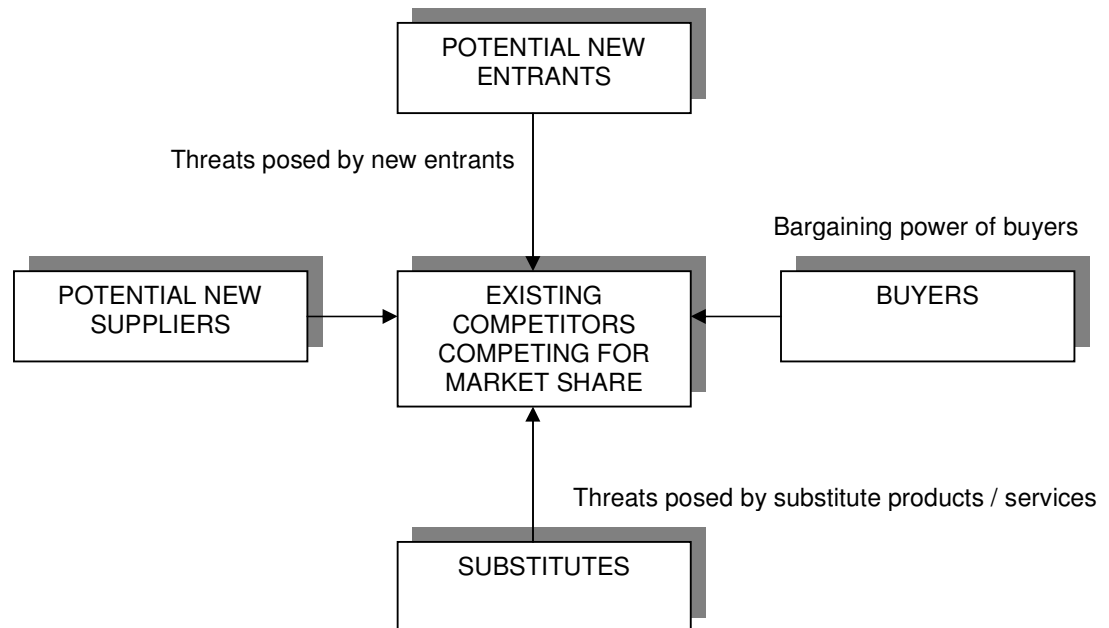 POTENTIAL NEW
ENTRANTS
Threats posed by new entrants
Bargaining power of buyers
POTENTIAL NEW
SUPPLIERS
EXISTING
COMPETITORS
COMPETING FOR
MARKET SHARE
BUYERS
Threats posed by substitute products / services
SUBSTITUTES